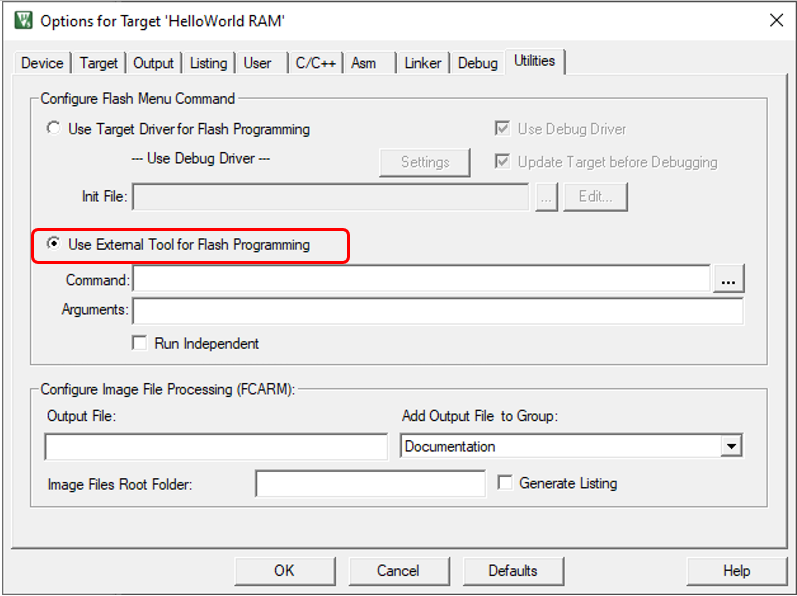 Options for Target 'HelloWorld RAM'
Device Target Output Listing User C/C++ Asm Linker Debug Utilities
Configure Flash Menu Command
Use Target Driver for Flash Programming Use Debug Driver
--- Use Debug Driver --- Settings Update Target before Debugging
Init File: ... Edit...
Use External Tool for Flash Programming
Command: ...
Arguments:
Run Independent
Configure Image File Processing (FCARM):
Output File: Add Output File to Group:
Documentation
Image Files Root Folder: Generate Listing
OK Cancel Defaults Help